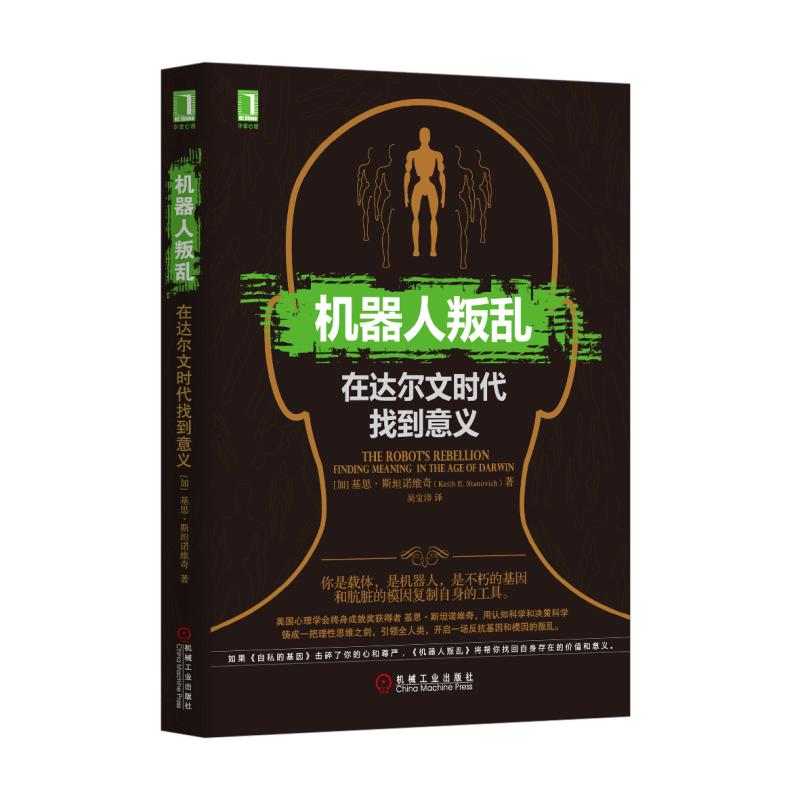 HZ BOOKS
华章心理
机器人叛乱
在达尔文时代找到意义
[加] 基思·斯坦诺维奇 著
机械工业出版社
China Machine Press
HZ BOOKS
华章心理
机器人叛乱
在达尔文时代
找到意义
THE ROBOT'S REBELLION
FINDING MEANING IN THE AGE OF DARWIN
[加] 基思·斯坦诺维奇 (Keith E. Stanovich) 著
吴宝沛 译
你是载体，是机器人，是不朽的基因
和肮脏的模因复制自身的工具。
美国心理学会终身成就奖获得者 基思·斯坦诺维奇，用认知科学和决策科学
铸成一把理性思维之剑，引领全人类，开启一场反抗基因和模因的叛乱。
如果《自私的基因》击碎了你的心和尊严，《机器人叛乱》将帮你找回自身存在的价值和意义。
机械工业出版社
China Machine Press